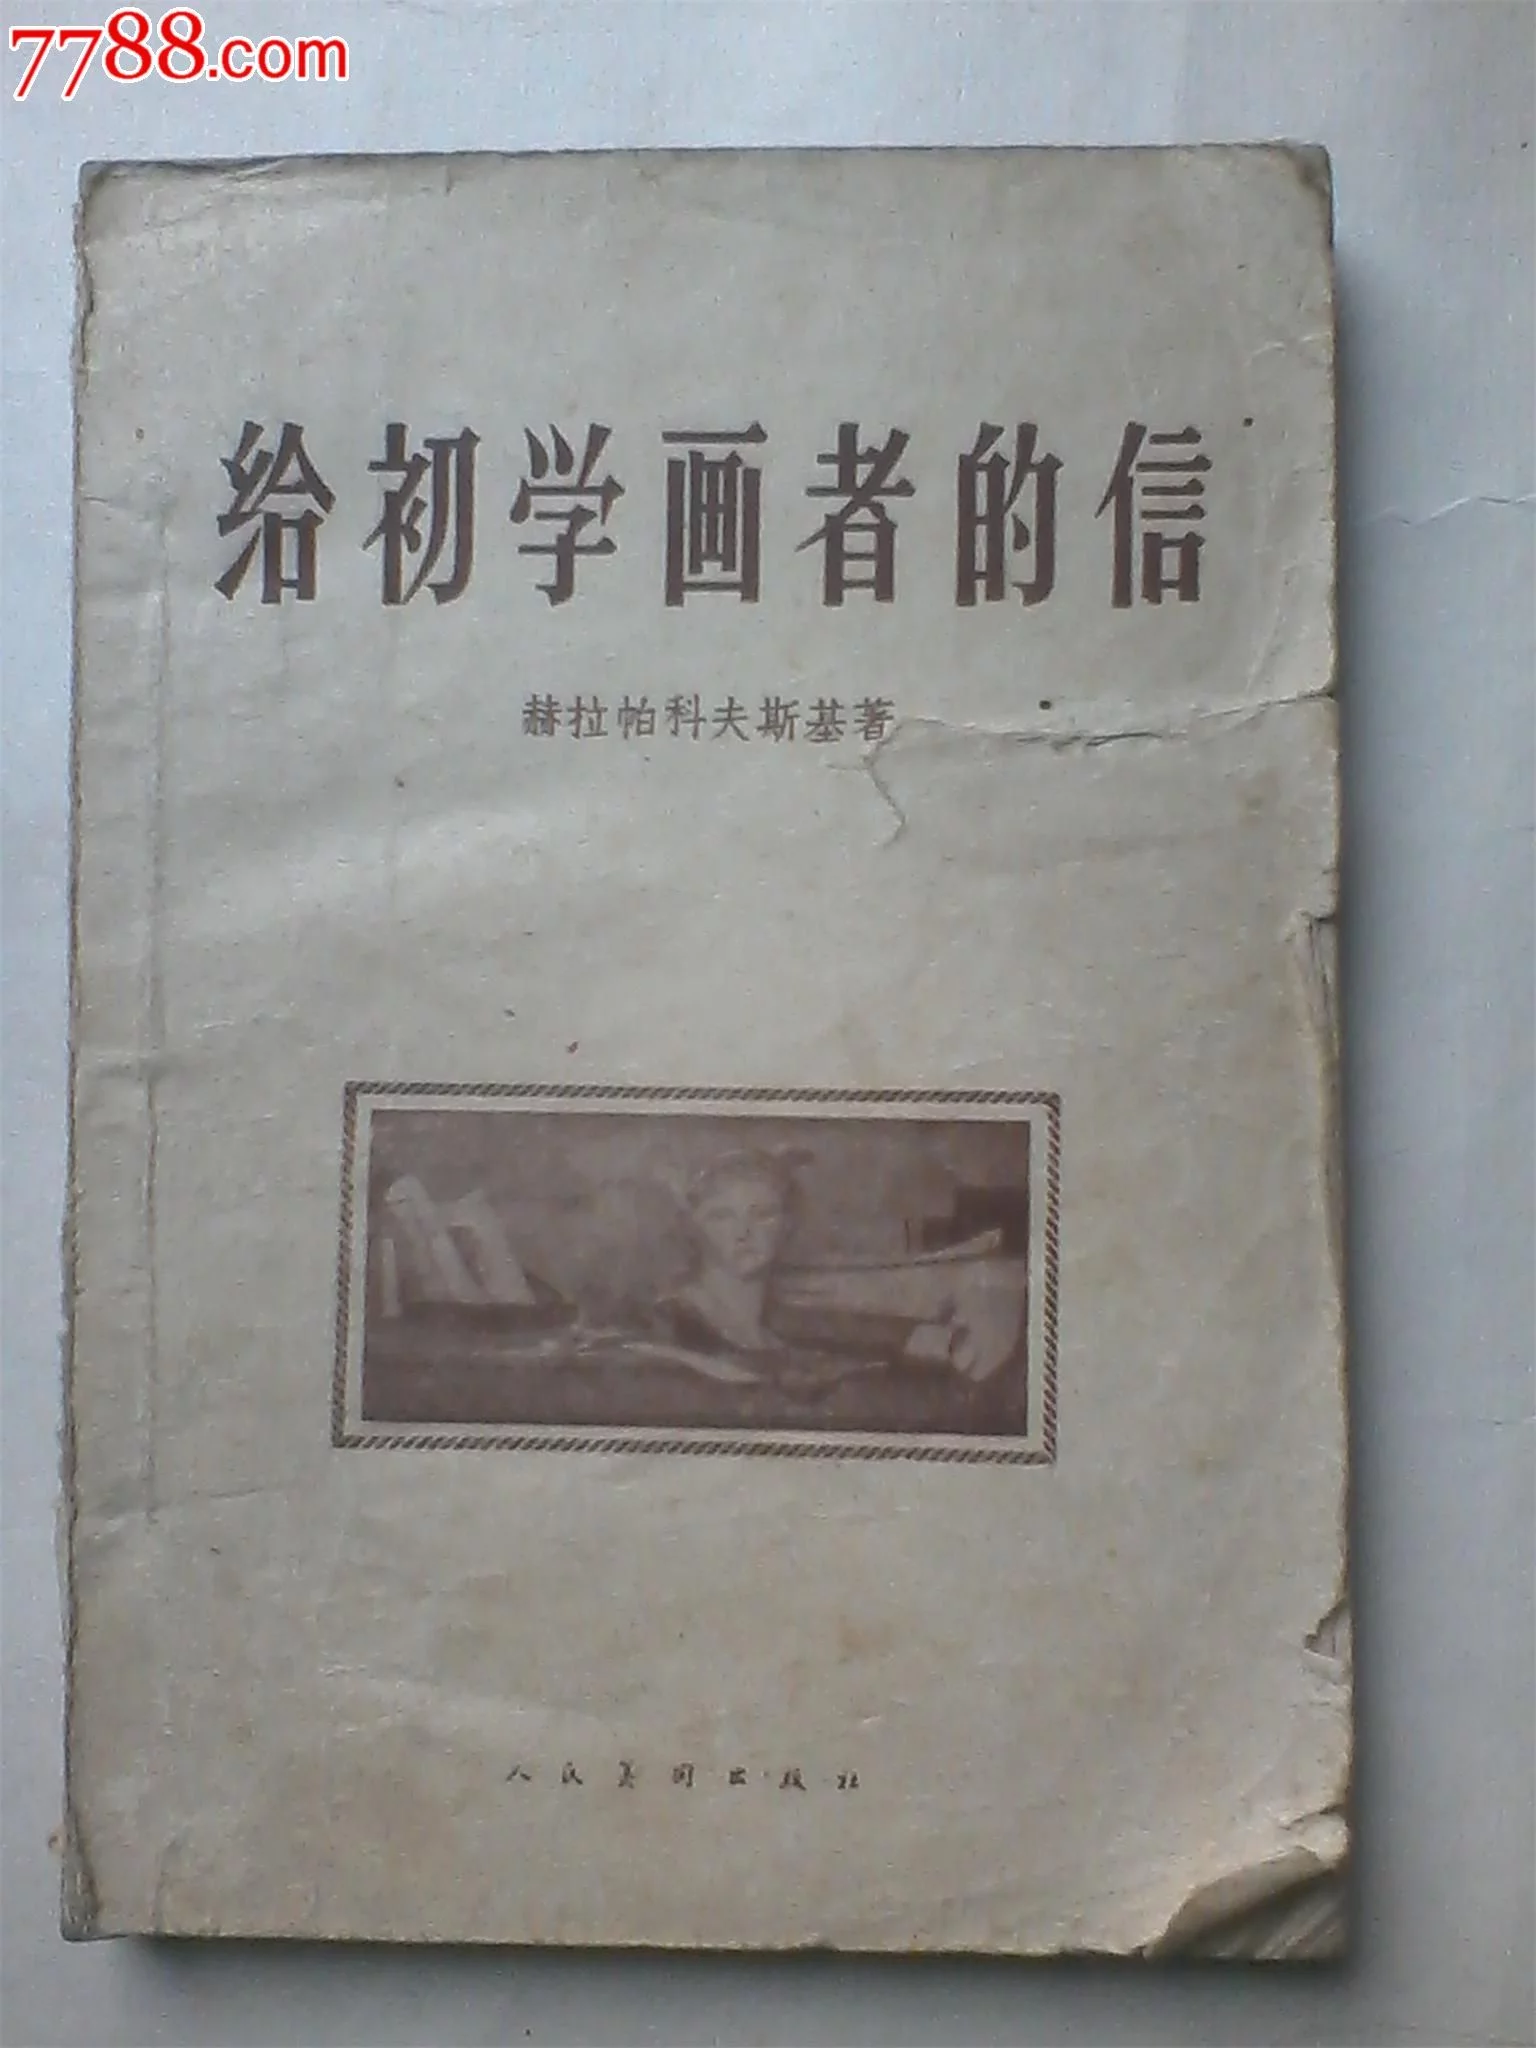 7788.com
给初学画者的信
赫拉帕科夫斯基著
人民美术出版社